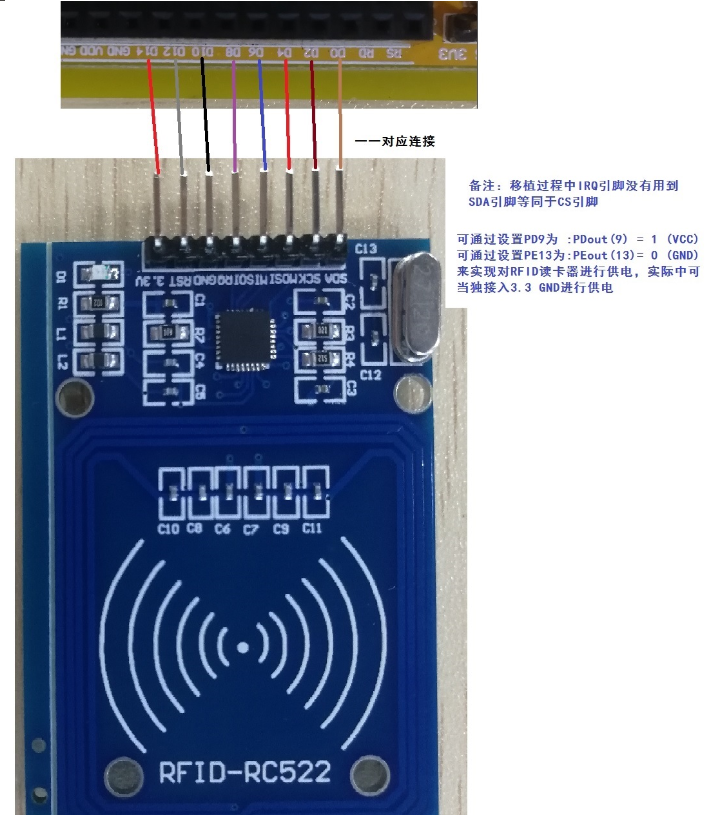 GND VDD GND D14 D12 D10 D8 D6 D4 D2 D0 RD RS 3V3
一一对应连接
备注：移植过程中IRQ引脚没有用到
SDA引脚等同于CS引脚
可通过设置PD9为 :PDout(9) = 1 (VCC)
可通过设置PE13为:PEout(13)= 0 (GND)
来实现对RFID读卡器进行供电，实际中可
当独接入3.3 GND进行供电
3.3V RST GND IRQ MISO MOSI SCK SDA
C13
D1 C1 C2
R1
L1 R2 R3
L2 C4 R4 C12
C5 C3
C10 C8 C6 C7 C9 C11
RFID-RC522